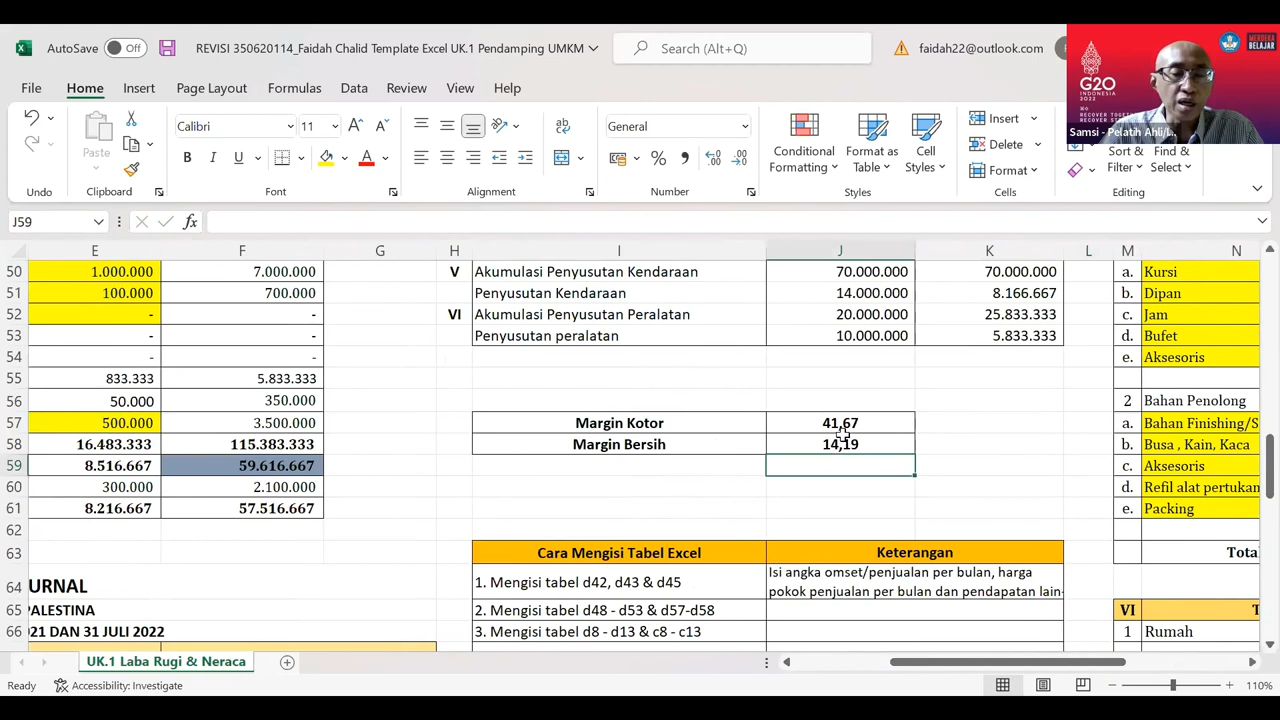 AutoSave Off REVISI 350620114_Faidah Chalid Template Excel UK.1 Pendamping UMKM Search (Alt+Q) faidah22@outlook.com
MERDEKA BELAJAR
G20
INDONESIA 2022
RECOVER TOGETHER
RECOVER STRONGER
Samsi - Pelatih Ahli/L...
File Home Insert Page Layout Formulas Data Review View Help
Calibri 11 General
Paste B I U A % Conditional Formatting Format as Table Cell Styles Insert Delete Format Sort & Filter Find & Select
Undo Clipboard Font Alignment Number Styles Cells Editing
J59 fx
E F G H I J K L M N
50 1.000.000 7.000.000 V Akumulasi Penyusutan Kendaraan 70.000.000 70.000.000 a. Kursi
51 100.000 700.000 Penyusutan Kendaraan 14.000.000 8.166.667 b. Dipan
52 - - VI Akumulasi Penyusutan Peralatan 20.000.000 25.833.333 c. Jam
53 - - Penyusutan peralatan 10.000.000 5.833.333 d. Bufet
54 - - e. Aksesoris
55 833.333 5.833.333
56 50.000 350.000 2 Bahan Penolong
57 500.000 3.500.000 Margin Kotor 41,67 a. Bahan Finishing/S
58 16.483.333 115.383.333 Margin Bersih 14,19 b. Busa , Kain, Kaca
59 8.516.667 59.616.667 c. Aksesoris
60 300.000 2.100.000 d. Refil alat pertukan
61 8.216.667 57.516.667 e. Packing
62
63 Cara Mengisi Tabel Excel Keterangan Tota
64 URNAL 1. Mengisi tabel d42, d43 & d45 Isi angka omset/penjualan per bulan, harga
pokok penjualan per bulan dan pendapatan lain-
65 PALESTINA 2. Mengisi tabel d48 - d53 & d57-d58 VI T
66 021 DAN 31 JULI 2022 3. Mengisi tabel d8 - d13 & c8 - c13 1 Rumah
UK.1 Laba Rugi & Neraca
Ready Accessibility: Investigate 110%